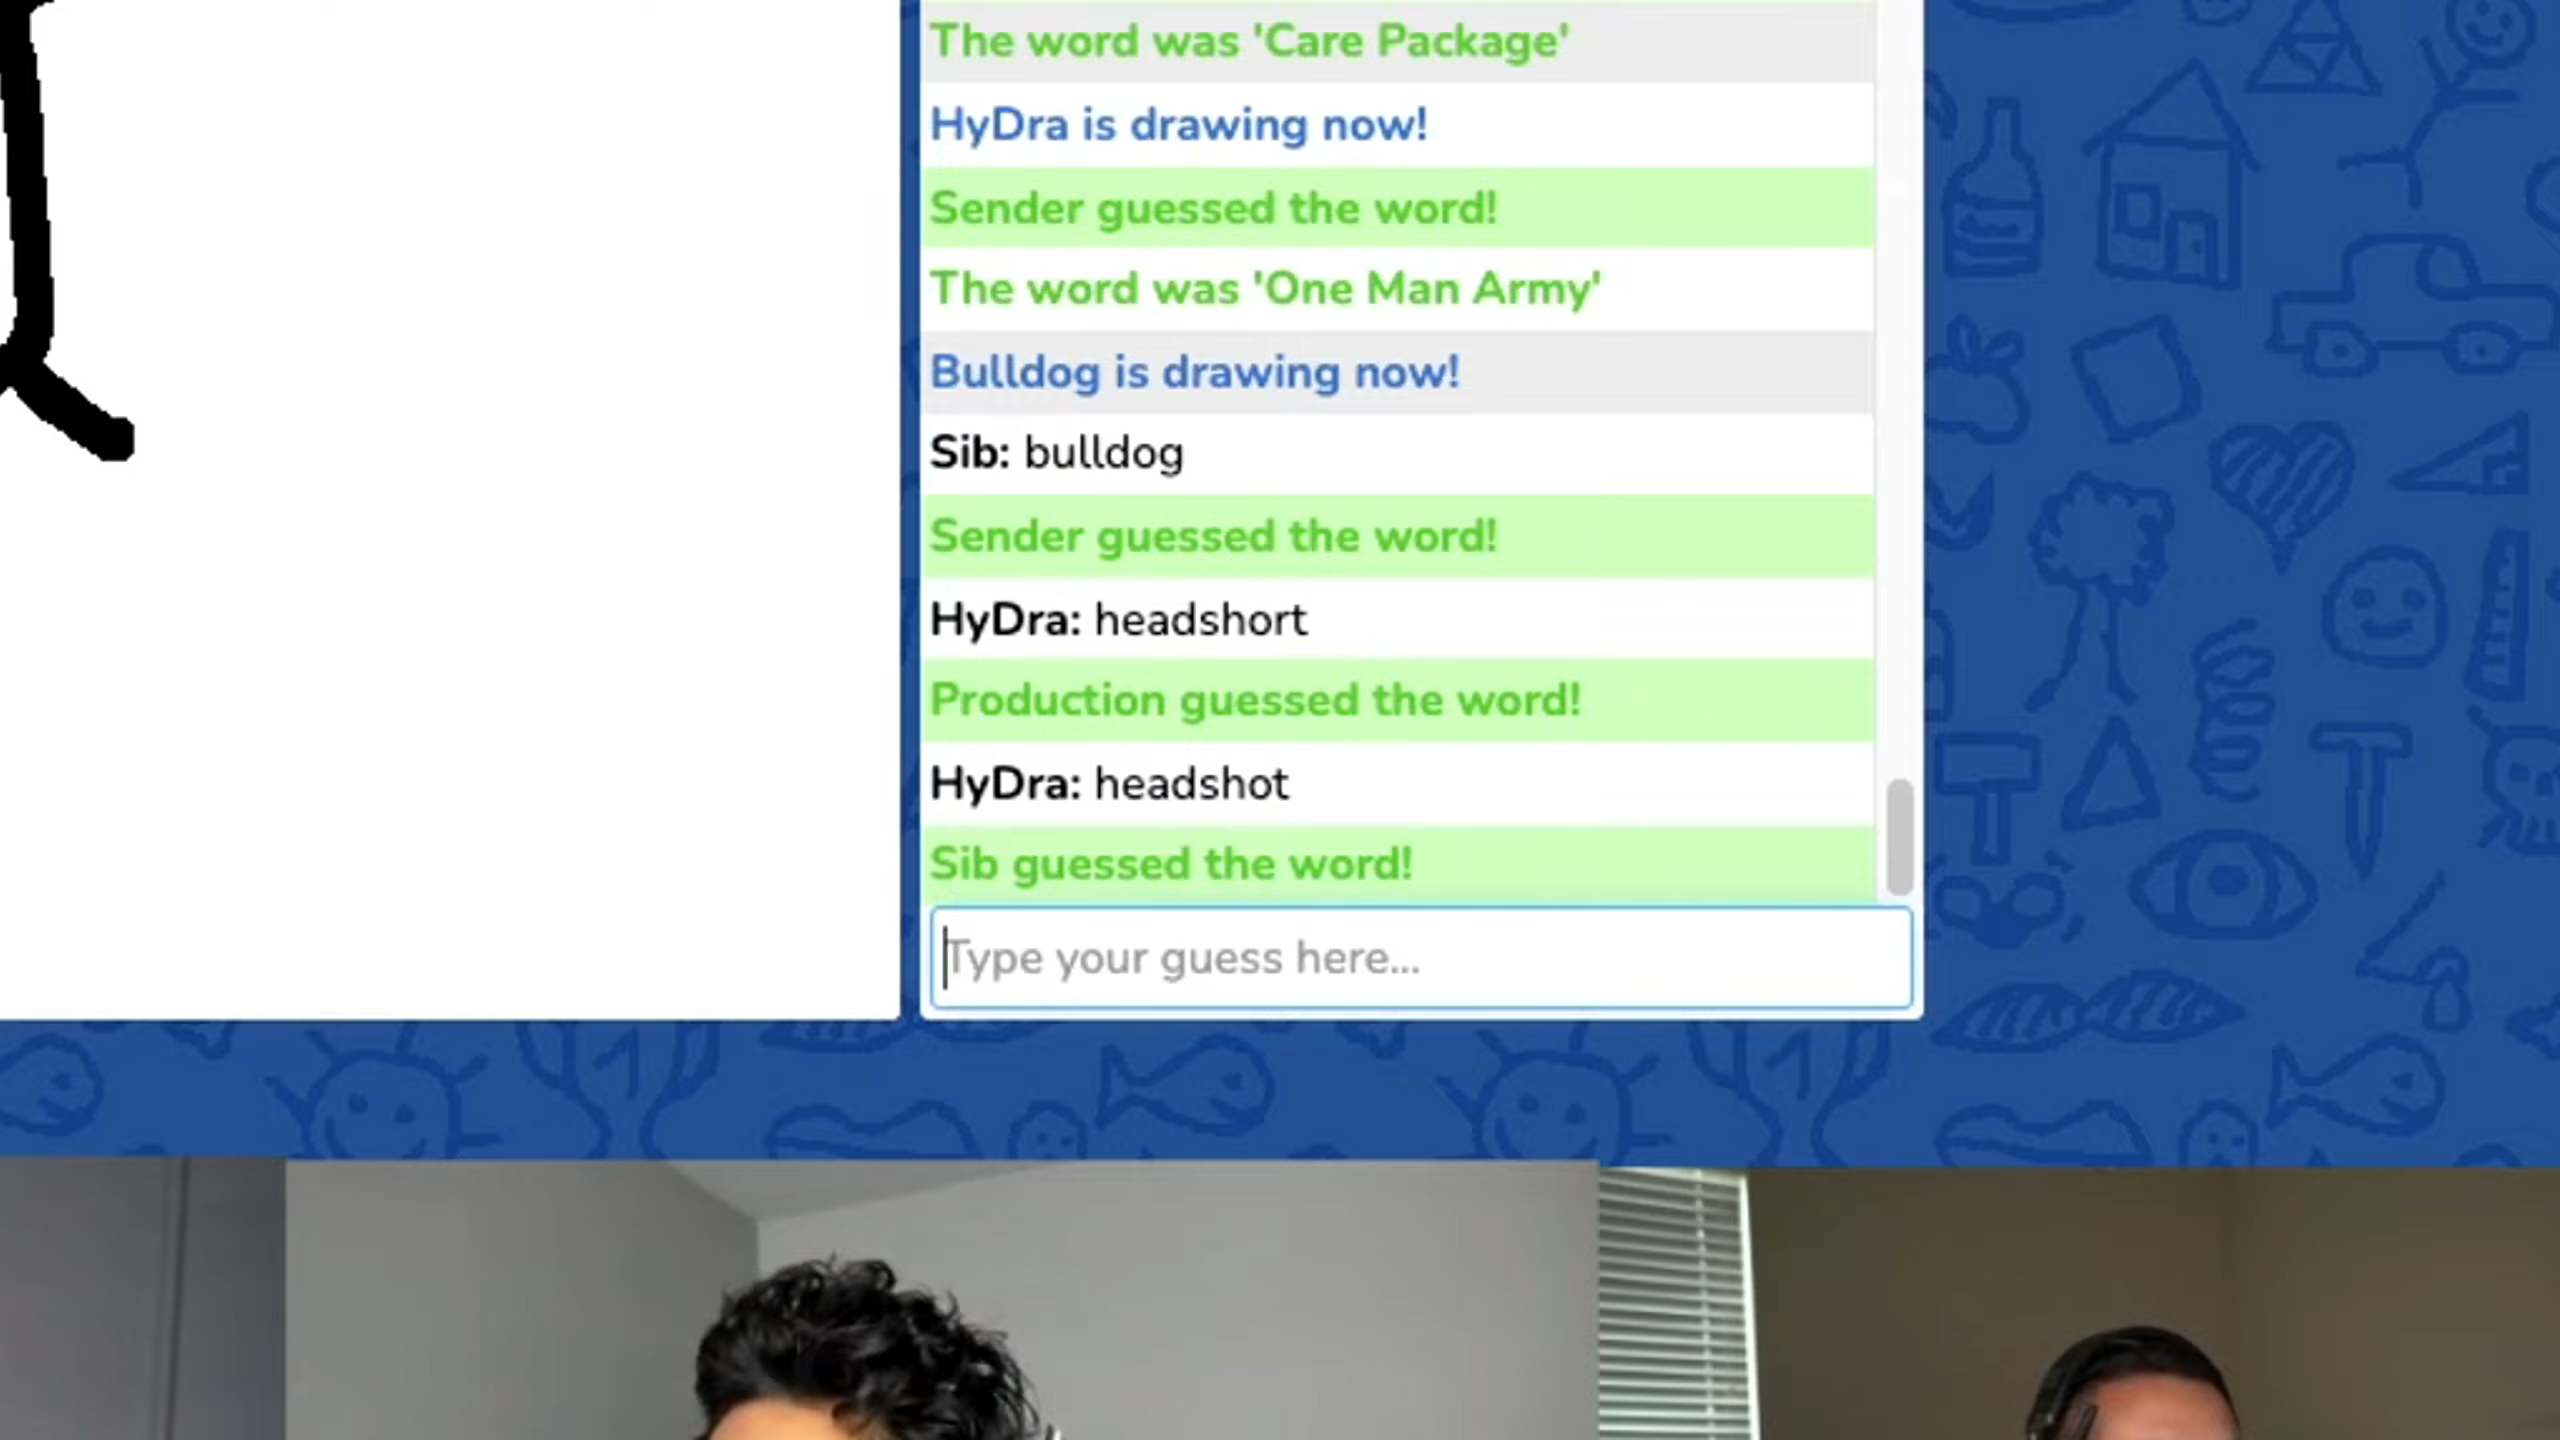 The word was 'Care Package'
HyDra is drawing now!
Sender guessed the word!
The word was 'One Man Army'
Bulldog is drawing now!
Sib: bulldog
Sender guessed the word!
HyDra: headshort
Production guessed the word!
HyDra: headshot
Sib guessed the word!
Type your guess here...